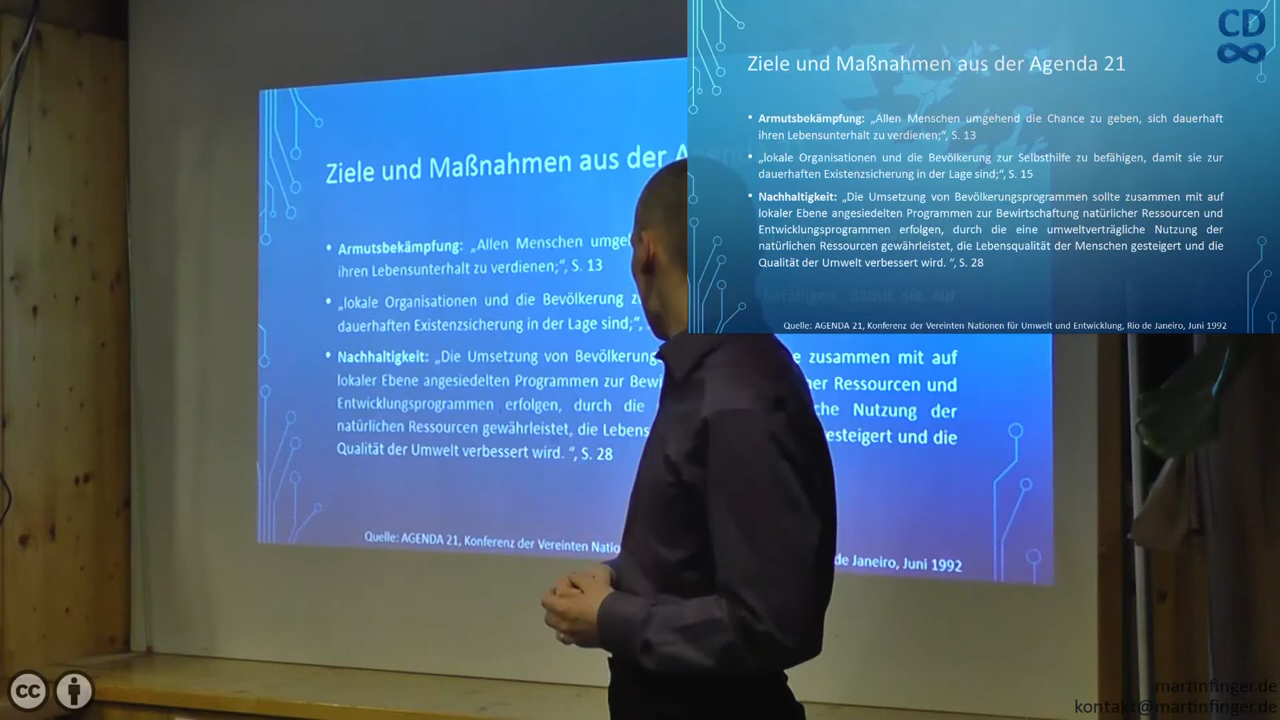 Ziele und Maßnahmen aus der A
• Armutsbekämpfung: „Allen Menschen umgel
ihren Lebensunterhalt zu verdienen;“, S. 13
• „lokale Organisationen und die Bevölkerung z
dauerhaften Existenzsicherung in der Lage sind;“,
• Nachhaltigkeit: „Die Umsetzung von Bevölkerung e zusammen mit auf
lokaler Ebene angesiedelten Programmen zur Bewi her Ressourcen und
Entwicklungsprogrammen erfolgen, durch die che Nutzung der
natürlichen Ressourcen gewährleistet, die Lebens esteigert und die
Qualität der Umwelt verbessert wird. “, S. 28
Quelle: AGENDA 21, Konferenz der Vereinten Natio de Janeiro, Juni 1992
CD
Ziele und Maßnahmen aus der Agenda 21
• Armutsbekämpfung: „Allen Menschen umgehend die Chance zu geben, sich dauerhaft
ihren Lebensunterhalt zu verdienen;“, S. 13
• „lokale Organisationen und die Bevölkerung zur Selbsthilfe zu befähigen, damit sie zur
dauerhaften Existenzsicherung in der Lage sind;“, S. 15
• Nachhaltigkeit: „Die Umsetzung von Bevölkerungsprogrammen sollte zusammen mit auf
lokaler Ebene angesiedelten Programmen zur Bewirtschaftung natürlicher Ressourcen und
Entwicklungsprogrammen erfolgen, durch die eine umweltverträgliche Nutzung der
natürlichen Ressourcen gewährleistet, die Lebensqualität der Menschen gesteigert und die
Qualität der Umwelt verbessert wird. “, S. 28
Quelle: AGENDA 21, Konferenz der Vereinten Nationen für Umwelt und Entwicklung, Rio de Janeiro, Juni 1992
cc
martinfinger.de
kontakt@martinfinger.de